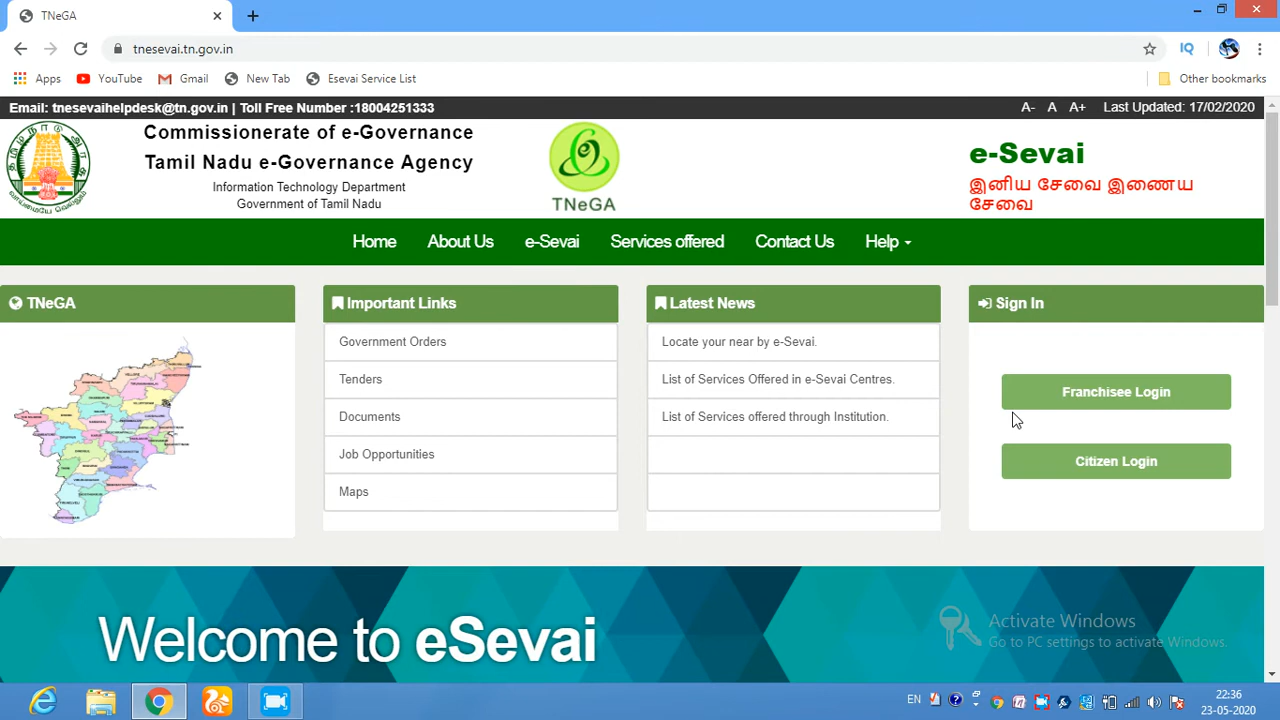 TNeGA
tnesevai.tn.gov.in
IQ
Apps
YouTube
Gmail
New Tab
Esevai Service List
Other bookmarks
Email: tnesevaihelpdesk@tn.gov.in | Toll Free Number :18004251333
A- A A+ Last Updated: 17/02/2020
Commissionerate of e-Governance
Tamil Nadu e-Governance Agency
Information Technology Department
Government of Tamil Nadu
TNeGA
e-Sevai
இனிய சேவை இணைய
சேவை
Home About Us e-Sevai Services offered Contact Us Help
TNeGA
Important Links
Government Orders
Tenders
Documents
Job Opportunities
Maps
Latest News
Locate your near by e-Sevai.
List of Services Offered in e-Sevai Centres.
List of Services offered through Institution.
Sign In
Franchisee Login
Citizen Login
Welcome to eSevai
Activate Windows
Go to PC settings to activate Windows.
EN
22:36
23-05-2020